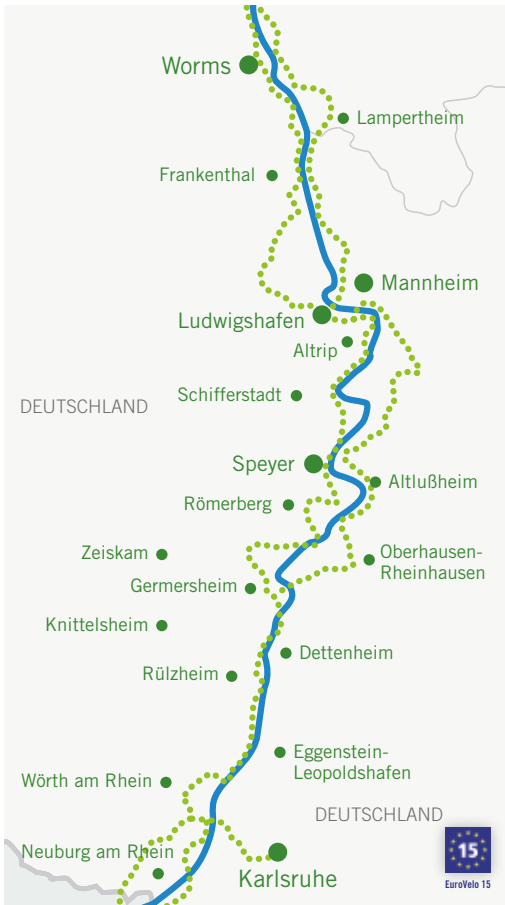 Worms
Lampertheim
Frankenthal
Mannheim
Ludwigshafen
Altrip
Schifferstadt
DEUTSCHLAND
Speyer
Altlußheim
Römerberg
Zeiskam
Oberhausen-
Rheinhausen
Germersheim
Knittelsheim
Dettenheim
Rülzheim
Eggenstein-
Leopoldshafen
Wörth am Rhein
DEUTSCHLAND
Neuburg am Rhein
15
Karlsruhe
EuroVelo 15